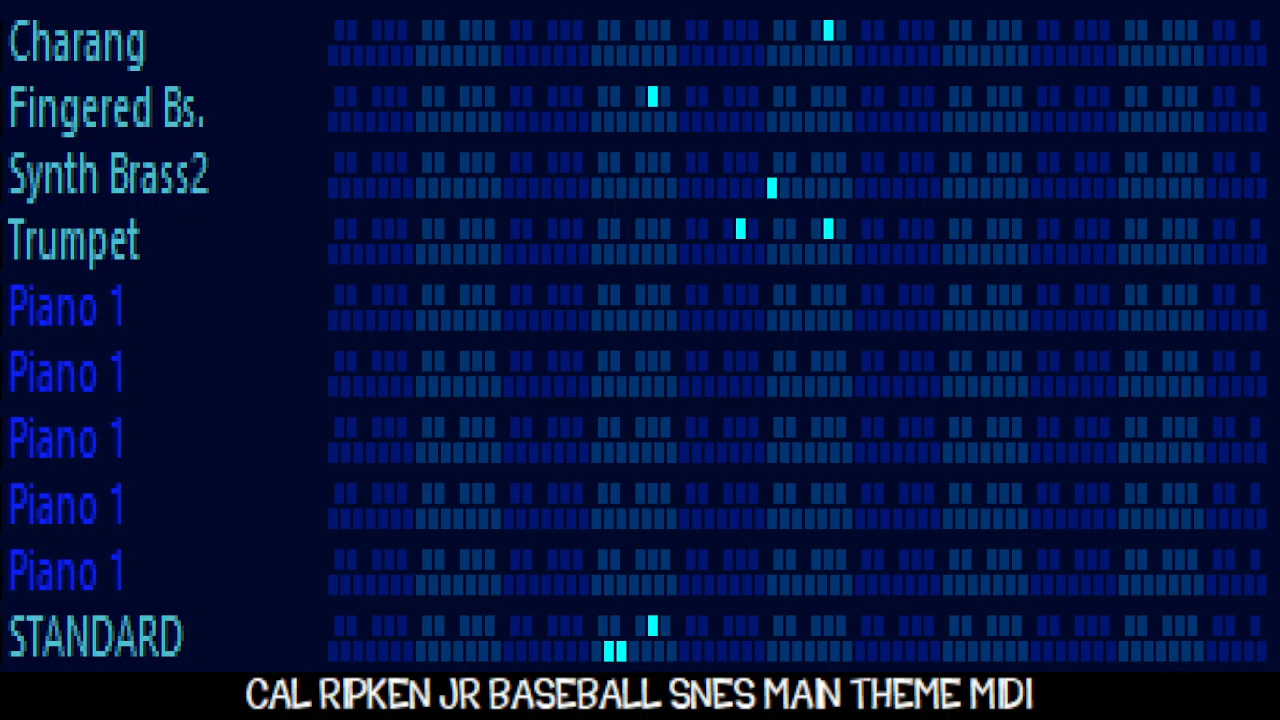 Charang
Fingered Bs.
Synth Brass2
Trumpet
Piano 1
Piano 1
Piano 1
Piano 1
Piano 1
STANDARD
CAL RIPKEN JR BASEBALL SNES MAIN THEME MIDI